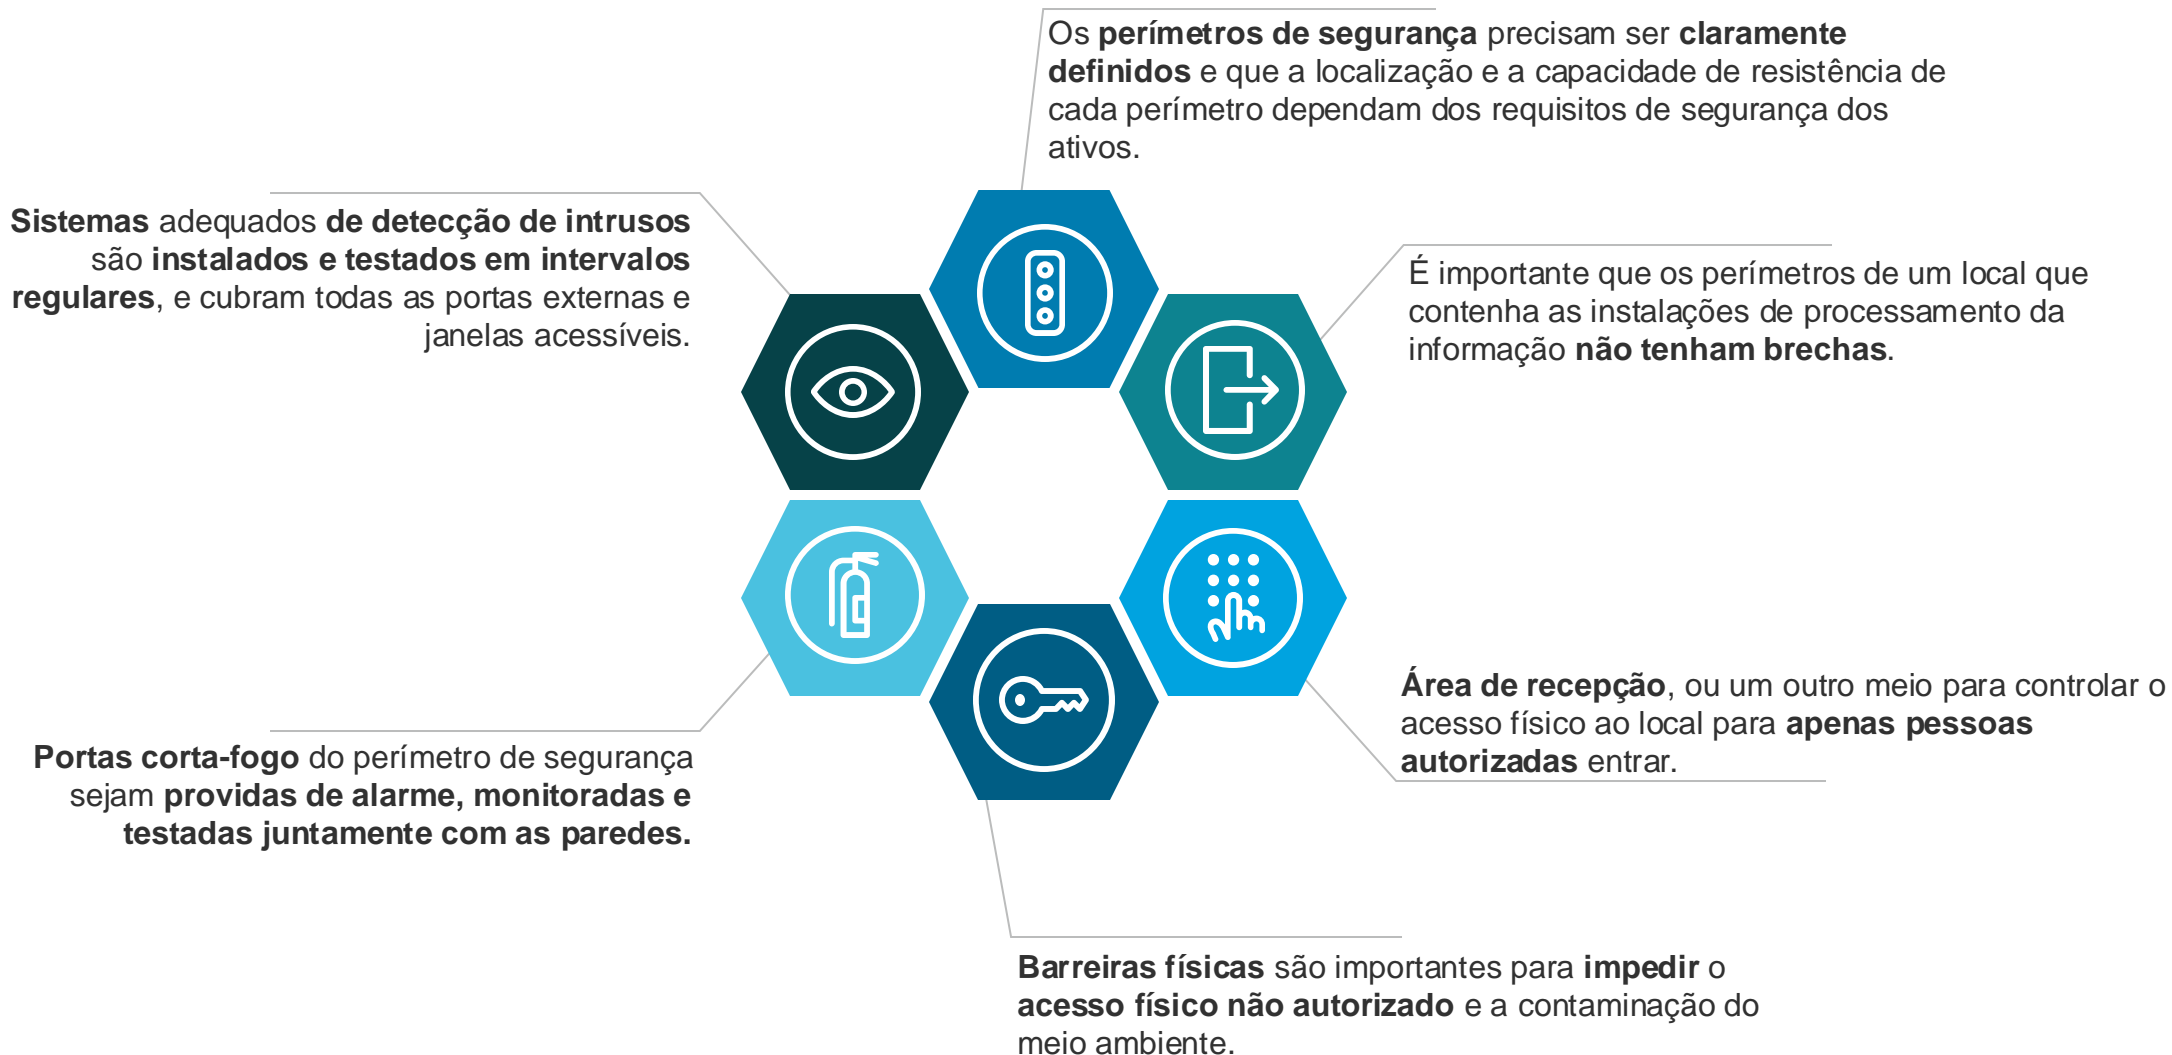 Os perímetros de segurança precisam ser claramente
definidos e que a localização e a capacidade de resistência de
cada perímetro dependam dos requisitos de segurança dos
ativos.
Sistemas adequados de detecção de intrusos
são instalados e testados em intervalos
regulares, e cubram todas as portas externas e
janelas acessíveis.
É importante que os perímetros de um local que
contenha as instalações de processamento da
informação não tenham brechas.
Área de recepção, ou um outro meio para controlar o
acesso físico ao local para apenas pessoas
autorizadas entrar.
Portas corta-fogo do perímetro de segurança
sejam providas de alarme, monitoradas e
testadas juntamente com as paredes.
Barreiras físicas são importantes para impedir o
acesso físico não autorizado e a contaminação do
meio ambiente.